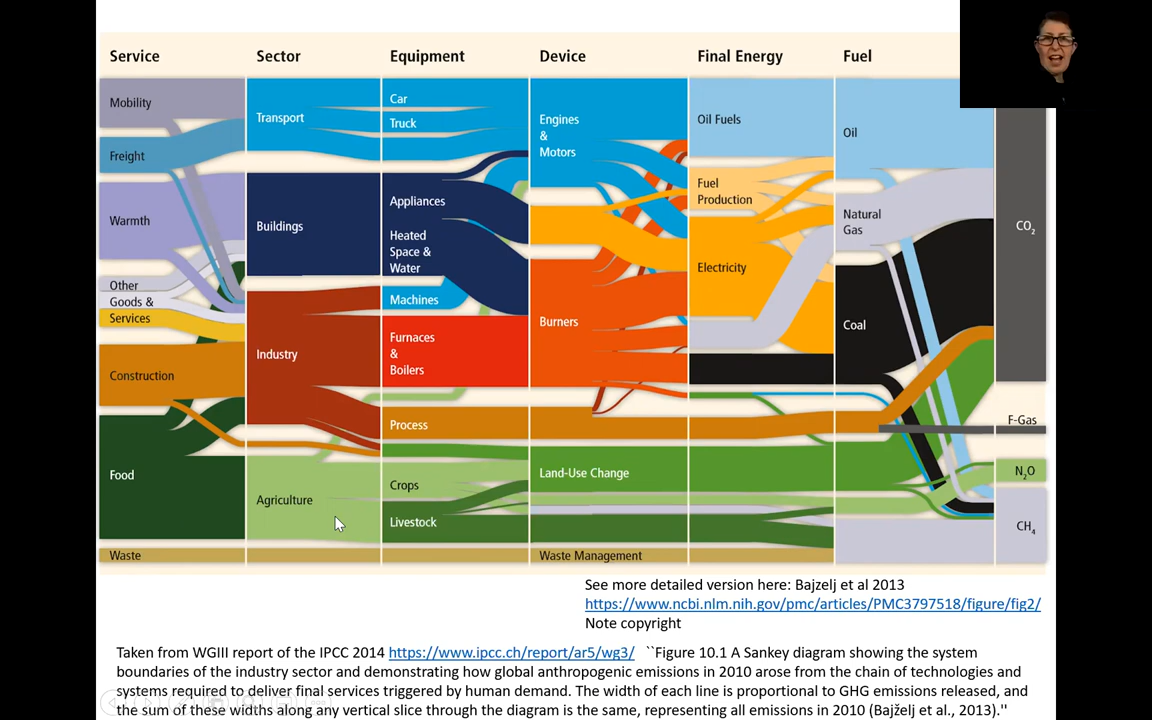 Service
Sector
Equipment
Device
Final Energy
Fuel
Mobility
Freight
Warmth
Other
Goods &
Services
Construction
Food
Waste
Transport
Buildings
Industry
Agriculture
Car
Truck
Appliances
Heated
Space &
Water
Machines
Furnaces
&
Boilers
Process
Crops
Livestock
Engines
&
Motors
Burners
Land-Use Change
Waste Management
Oil Fuels
Fuel
Production
Electricity
Oil
Natural
Gas
Coal
CO₂
F-Gas
N₂O
CH₄
See more detailed version here: Bajzelj et al 2013
https://www.ncbi.nlm.nih.gov/pmc/articles/PMC3797518/figure/fig2/
Note copyright
Taken from WGIII report of the IPCC 2014 https://www.ipcc.ch/report/ar5/wg3/ ``Figure 10.1 A Sankey diagram showing the system
boundaries of the industry sector and demonstrating how global anthropogenic emissions in 2010 arose from the chain of technologies and
systems required to deliver final services triggered by human demand. The width of each line is proportional to GHG emissions released, and
the sum of these widths along any vertical slice through the diagram is the same, representing all emissions in 2010 (Bajželj et al., 2013).''